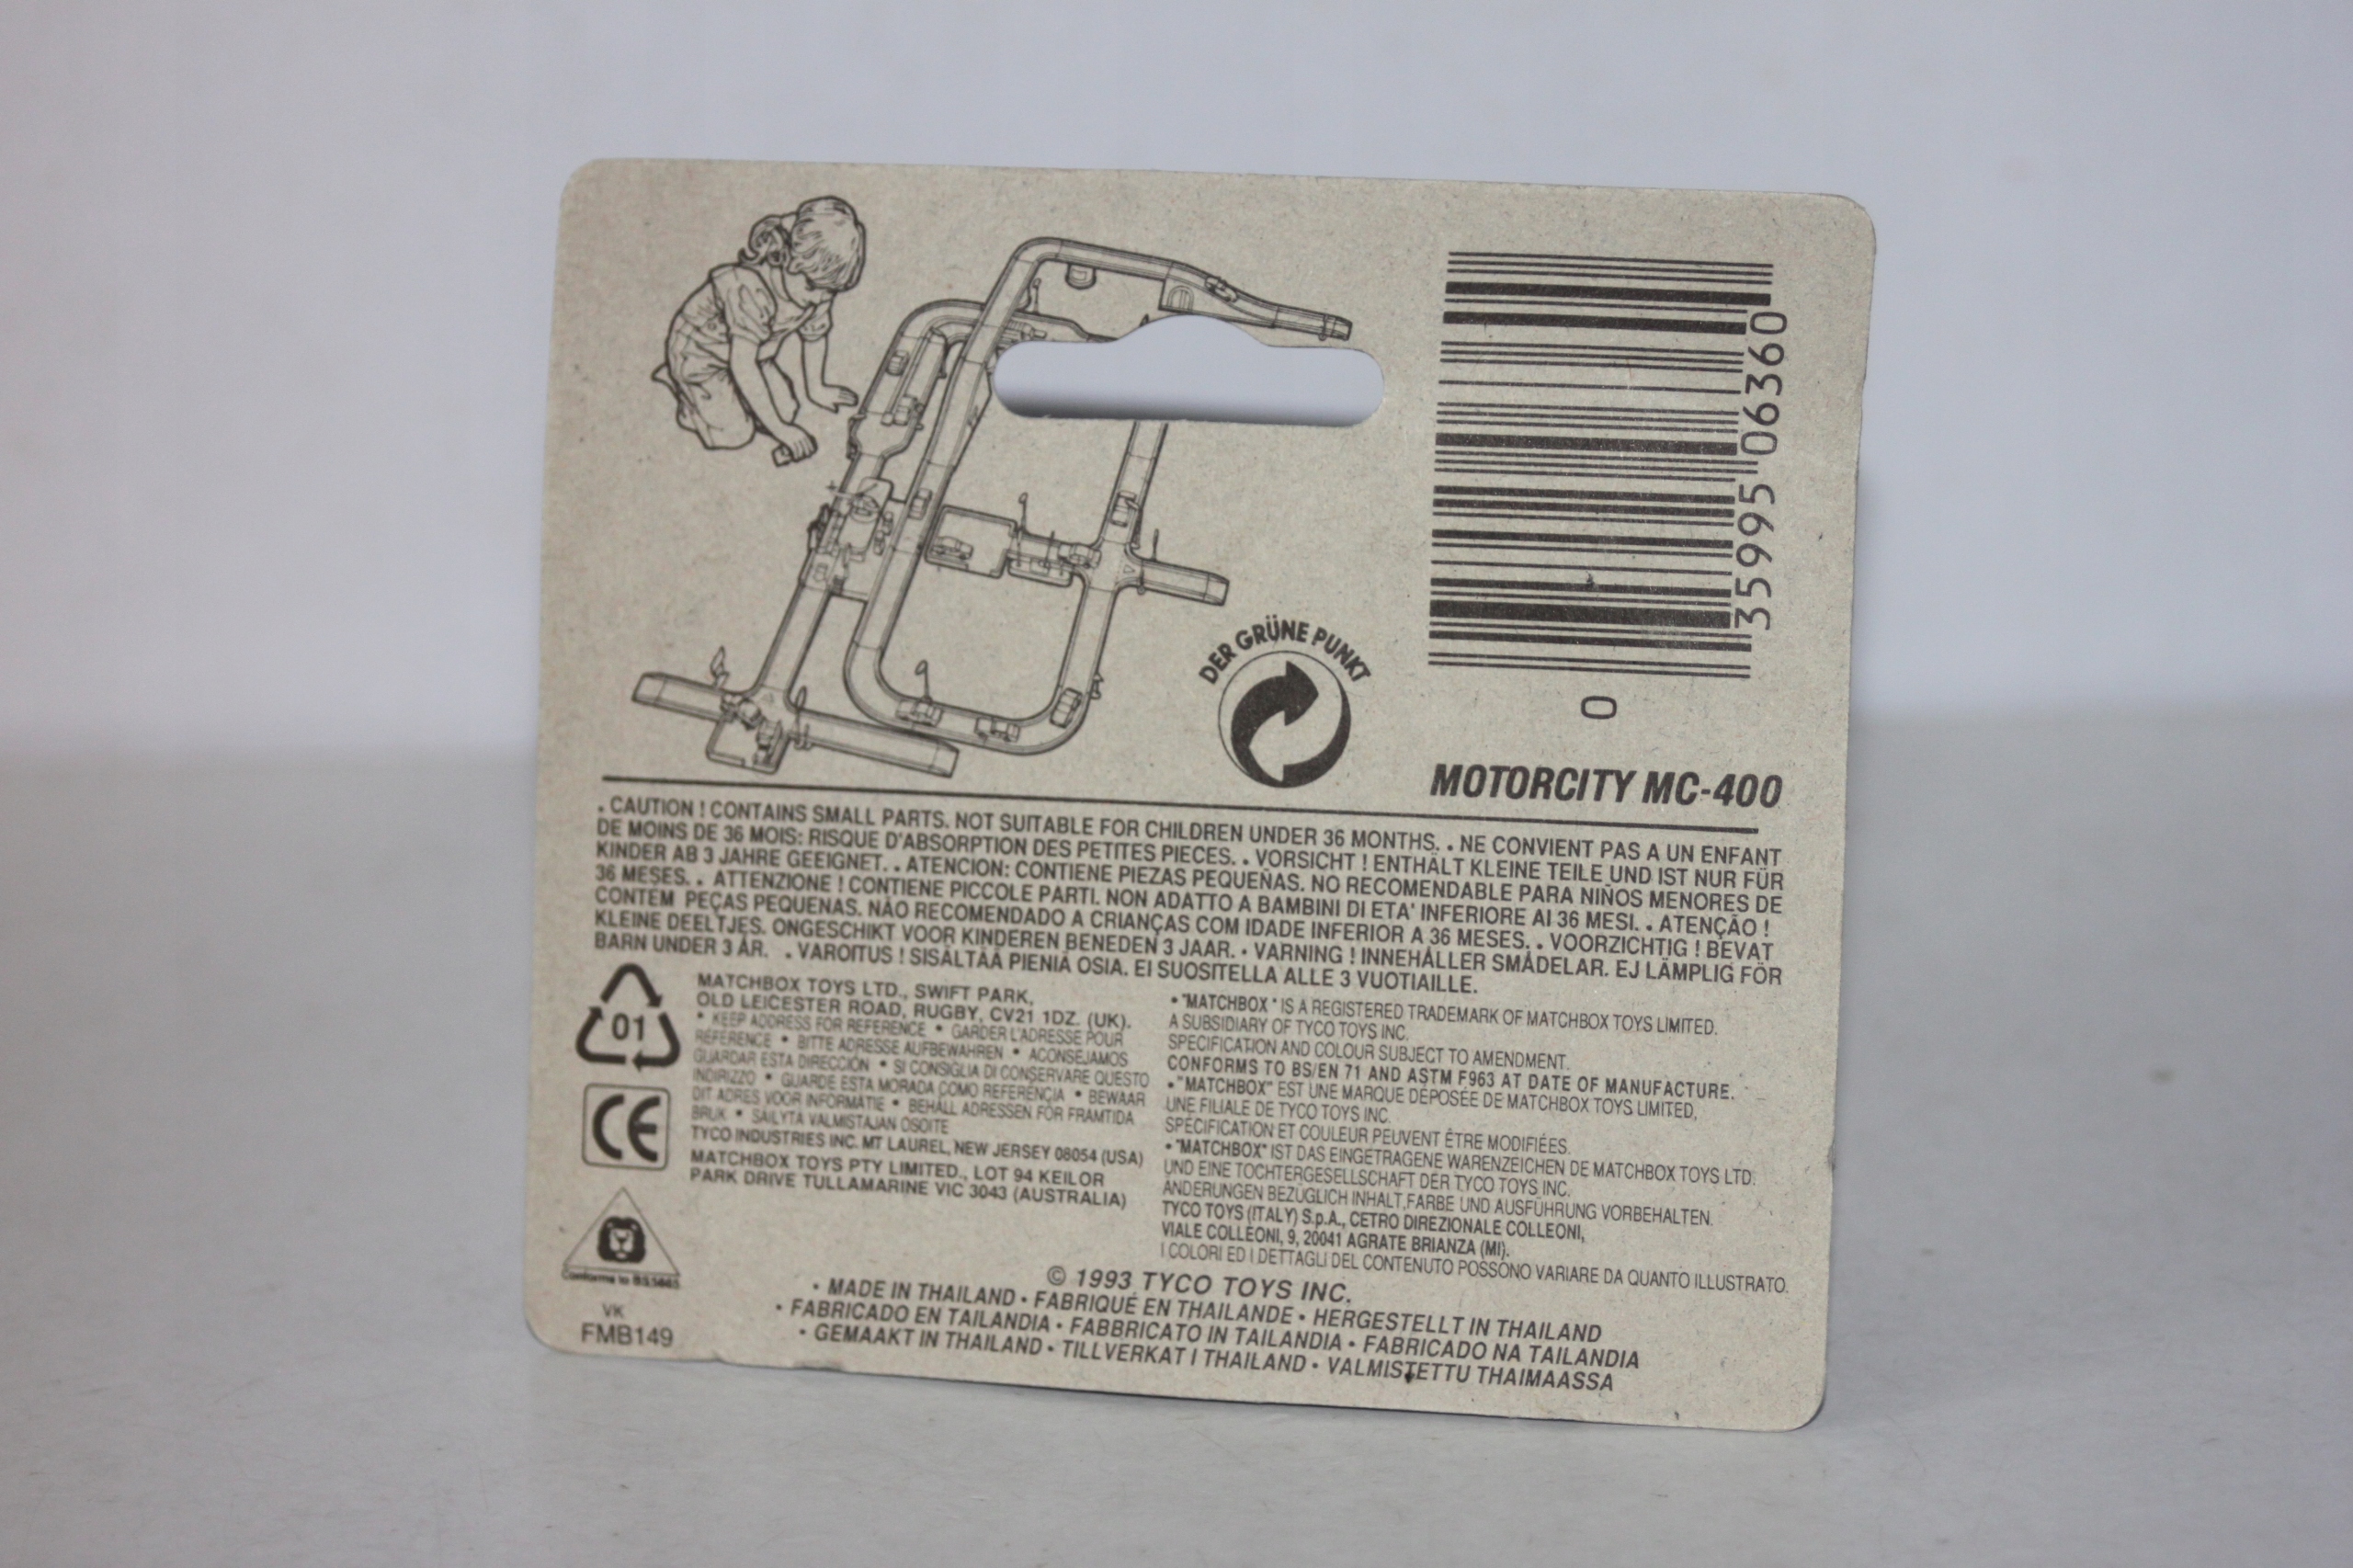 35995 06360
0
DER GRÜNE PUNKT
MOTORCITY MC-400
. CAUTION ! CONTAINS SMALL PARTS. NOT SUITABLE FOR CHILDREN UNDER 36 MONTHS. . NE CONVIENT PAS A UN ENFANT
DE MOINS DE 36 MOIS: RISQUE D'ABSORPTION DES PETITES PIECES. . VORSICHT ! ENTHÄLT KLEINE TEILE UND IST NUR FÜR
KINDER AB 3 JAHRE GEEIGNET. . ATENCION: CONTIENE PIEZAS PEQUEÑAS. NO RECOMENDABLE PARA NIÑOS MENORES DE
36 MESES. . ATTENZIONE ! CONTIENE PICCOLE PARTI. NON ADATTO A BAMBINI DI ETA' INFERIORE AI 36 MESI. . ATENÇÃO !
CONTEM PEÇAS PEQUENAS. NÃO RECOMENDADO A CRIANÇAS COM IDADE INFERIOR A 36 MESES. . VOORZICHTIG ! BEVAT
KLEINE DEELTJES. ONGESCHIKT VOOR KINDEREN BENEDEN 3 JAAR. • VARNING ! INNEHÅLLER SMÅDELAR. EJ LÄMPLIG FÖR
BARN UNDER 3 ÅR. . VAROITUS ! SISÄLTÄÄ PIENIÄ OSIA. EI SUOSITELLA ALLE 3 VUOTIAILLE.
01
CE
Conforms to BS5665
VK
FMB149
MATCHBOX TOYS LTD., SWIFT PARK,
OLD LEICESTER ROAD, RUGBY, CV21 1DZ. (UK).
• KEEP ADDRESS FOR REFERENCE • GARDER L'ADRESSE POUR
RÉFÉRENCE • BITTE ADRESSE AUFBEWAHREN • ACONSEJAMOS
GUARDAR ESTA DIRECCIÓN • SI CONSIGLIA DI CONSERVARE QUESTO
INDIRIZZO • GUARDE ESTA MORADA COMO REFERÊNCIA • BEWAAR
DIT ADRES VOOR INFORMATIE • BEHÅLL ADRESSEN FÖR FRAMTIDA
BRUK • SÄILYTÄ VALMISTAJAN OSOITE
TYCO INDUSTRIES INC. MT LAUREL, NEW JERSEY 08054 (USA)
MATCHBOX TOYS PTY LIMITED., LOT 94 KEILOR
PARK DRIVE TULLAMARINE VIC 3043 (AUSTRALIA)
• "MATCHBOX" IS A REGISTERED TRADEMARK OF MATCHBOX TOYS LIMITED.
A SUBSIDIARY OF TYCO TOYS INC.
SPECIFICATION AND COLOUR SUBJECT TO AMENDMENT.
CONFORMS TO BS/EN 71 AND ASTM F963 AT DATE OF MANUFACTURE.
• "MATCHBOX" EST UNE MARQUE DÉPOSÉE DE MATCHBOX TOYS LIMITED,
UNE FILIALE DE TYCO TOYS INC.
SPÉCIFICATION ET COULEUR PEUVENT ÊTRE MODIFIÉES.
• "MATCHBOX" IST DAS EINGETRAGENE WARENZEICHEN DE MATCHBOX TOYS LTD.
UND EINE TOCHTERGESELLSCHAFT DER TYCO TOYS INC.
ÄNDERUNGEN BEZÜGLICH INHALT, FARBE UND AUSFÜHRUNG VORBEHALTEN.
TYCO TOYS (ITALY) S.p.A., CETRO DIREZIONALE COLLEONI,
VIALE COLLEONI, 9, 20041 AGRATE BRIANZA (MI).
I COLORI ED I DETTAGLI DEL CONTENUTO POSSONO VARIARE DA QUANTO ILLUSTRATO.
© 1993 TYCO TOYS INC.
• MADE IN THAILAND • FABRIQUÉ EN THAILANDE • HERGESTELLT IN THAILAND
• FABRICADO EN TAILANDIA • FABBRICATO IN TAILANDIA • FABRICADO NA TAILANDIA
• GEMAAKT IN THAILAND • TILLVERKAT I THAILAND • VALMISTETTU THAIMAASSA